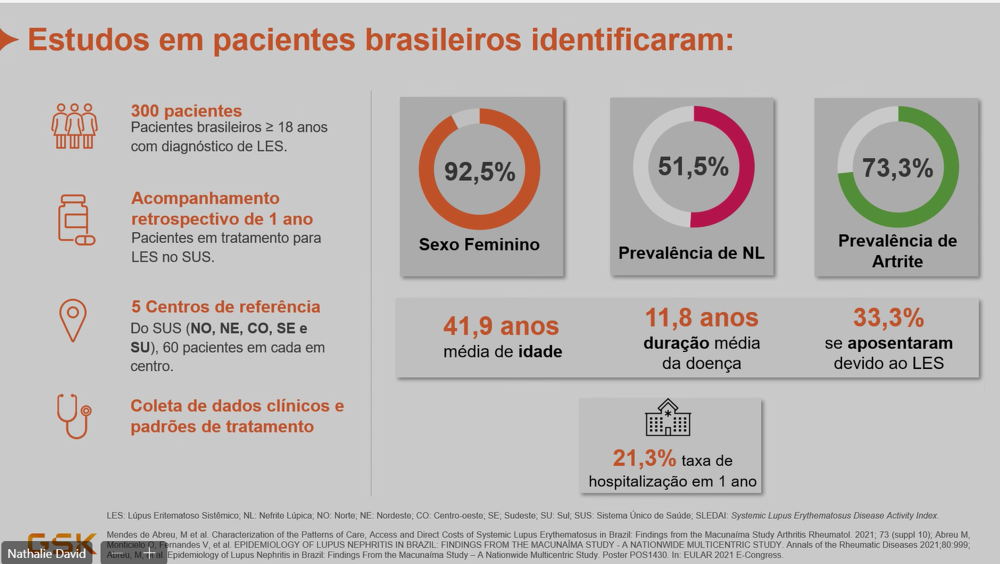 Estudos em pacientes brasileiros identificaram:
300 pacientes
Pacientes brasileiros ≥ 18 anos
com diagnóstico de LES.
Acompanhamento
retrospectivo de 1 ano
Pacientes em tratamento para
LES no SUS.
5 Centros de referência
Do SUS (NO, NE, CO, SE e
SU), 60 pacientes em cada em
centro.
Coleta de dados clínicos e
padrões de tratamento
92,5%
Sexo Feminino
51,5%
Prevalência de NL
73,3%
Prevalência de
Artrite
41,9 anos
média de idade
11,8 anos
duração média
da doença
33,3%
se aposentaram
devido ao LES
21,3% taxa de
hospitalização em 1 ano
LES: Lúpus Eritematoso Sistêmico; NL: Nefrite Lúpica; NO: Norte; NE: Nordeste; CO: Centro-oeste; SE; Sudeste; SU: Sul; SUS: Sistema Único de Saúde; SLEDAI: Systemic Lupus Erythematosus Disease Activity Index.
Mendes de Abreu, M et al. Characterization of the Patterns of Care, Access and Direct Costs of Systemic Lupus Erythematosus in Brazil: Findings from the Macunaíma Study Arthritis Rheumatol. 2021; 73 (suppl 10); Abreu M,
Monticielo O, Fernandes V, et al. EPIDEMIOLOGY OF LUPUS NEPHRITIS IN BRAZIL: FINDINGS FROM THE MACUNAÍMA STUDY - A NATIONWIDE MULTICENTRIC STUDY. Annals of the Rheumatic Diseases 2021;80:999;
Abreu, M, et al. Epidemiology of Lupus Nephritis in Brazil: Findings From the Macunaíma Study – A Nationwide Multicentric Study. Poster POS1430. In: EULAR 2021 E-Congress.
GSK
Nathalie David